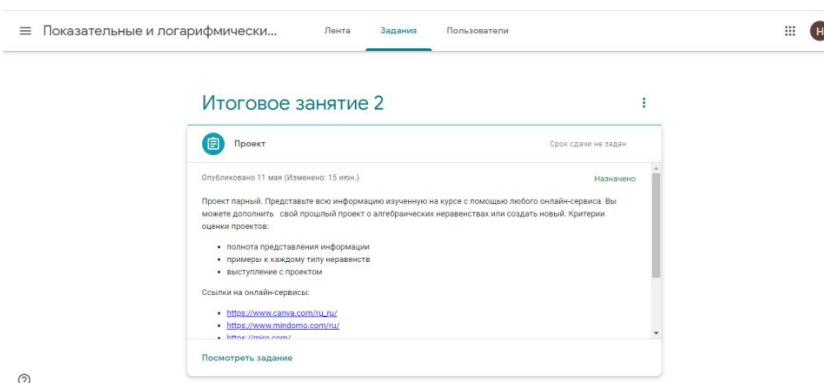 Показательные и логарифмически...
Лента
Задания
Пользователи
Н
Итоговое занятие 2
Проект
Срок сдачи не задан
Опубликовано 11 мая (Изменено: 15 июн.)
Назначено
Проект парный. Представьте всю информацию изученную на курсе с помощью любого онлайн-сервиса. Вы
можете дополнить свой прошлый проект о алгебраических неравенствах или создать новый. Критерии
оценки проектов:
полнота представления информации
примеры к каждому типу неравенств
выступление с проектом
Ссылки на онлайн-сервисы:
https://www.canva.com/ru_ru/
https://www.mindomo.com/ru/
https://miro.com/
Посмотреть задание